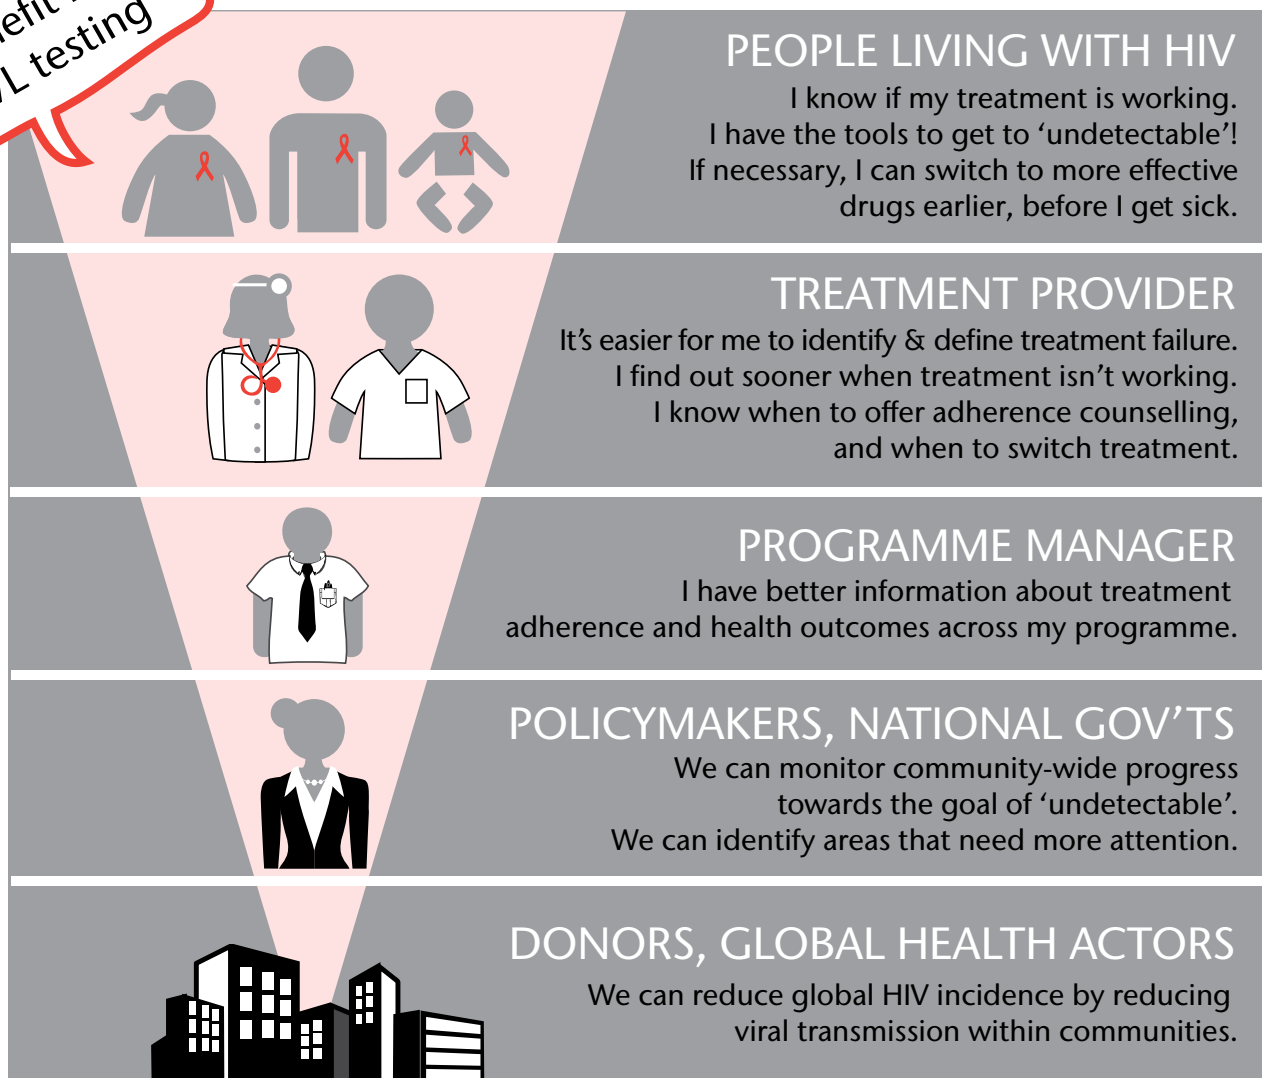 testing
PEOPLE LIVING WITH HIV
I know if my treatment is working.
I have the tools to get to ‘undetectable’!
If necessary, I can switch to more effective
drugs earlier, before I get sick.
TREATMENT PROVIDER
It’s easier for me to identify & define treatment failure.
I find out sooner when treatment isn’t working.
I know when to offer adherence counselling,
and when to switch treatment.
PROGRAMME MANAGER
I have better information about treatment
adherence and health outcomes across my programme.
POLICYMAKERS, NATIONAL GOV’TS
We can monitor community-wide progress
towards the goal of ‘undetectable’.
We can identify areas that need more attention.
DONORS, GLOBAL HEALTH ACTORS
We can reduce global HIV incidence by reducing
viral transmission within communities.